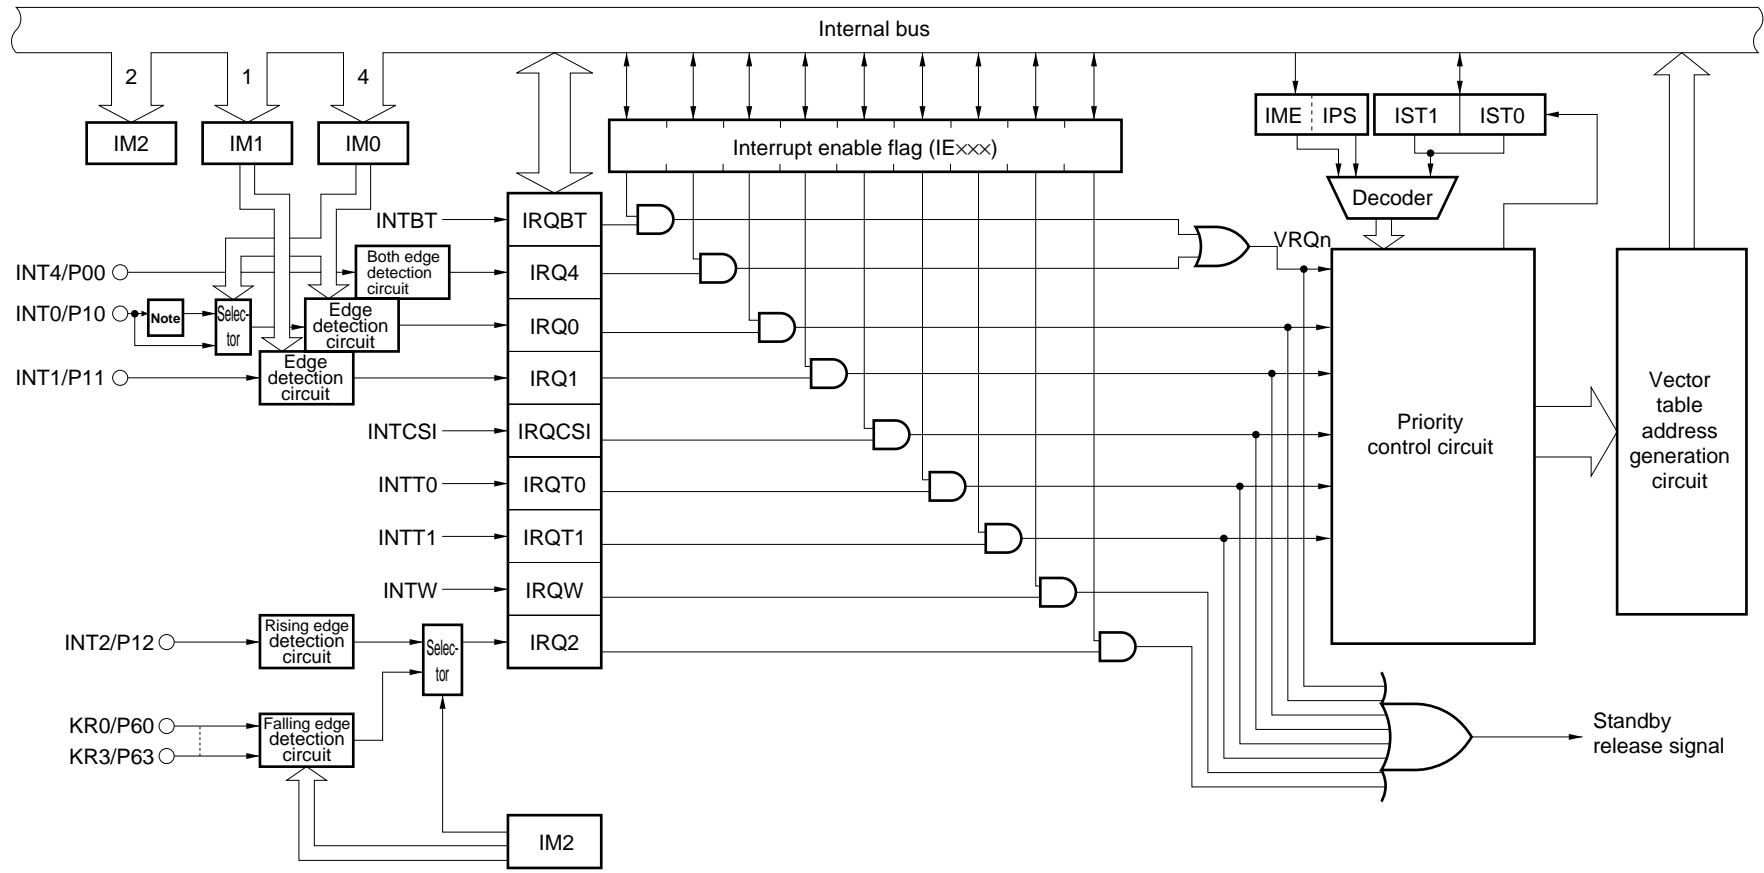 Internal bus
2
1
4
IM2
IM1
IM0
Interrupt enable flag (IE×××)
IME
IPS
IST1
IST0
Decoder
INTBT
IRQBT
VRQn
INT4/P00
Both edge
detection
circuit
IRQ4
INT0/P10
Note
Selec-
tor
Edge
detection
circuit
IRQ0
INT1/P11
Edge
detection
circuit
IRQ1
INTCSI
IRQCSI
INTT0
IRQT0
INTT1
IRQT1
INTW
IRQW
INT2/P12
Rising edge
detection
circuit
Selec-
tor
IRQ2
KR0/P60
KR3/P63
Falling edge
detection
circuit
IM2
Priority
control circuit
Vector
table
address
generation
circuit
Standby
release signal